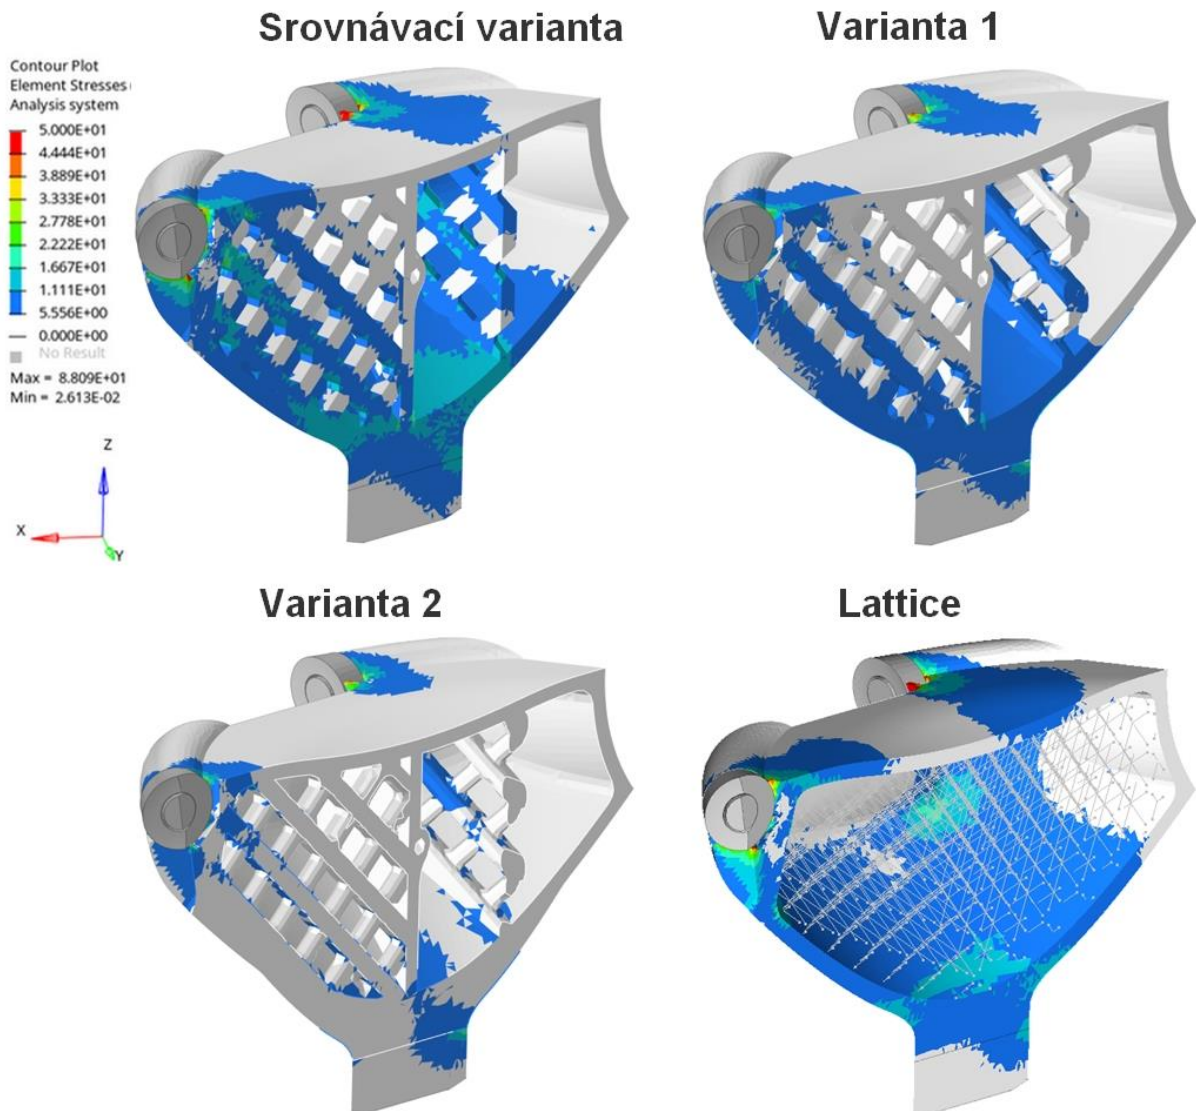 Srovnávací varianta
Varianta 1
Contour Plot
Element Stresses(
Analysis system
5.000E+01
4.444E+01
3.889E+01
3.333E+01
2.778E+01
2.222E+01
1.667E+01
1.111E+01
5.556E+00
0.000E+00
No Result
Max = 8.809E+01
Min = 2.613E-02
Z
X
Y
Varianta 2
Lattice